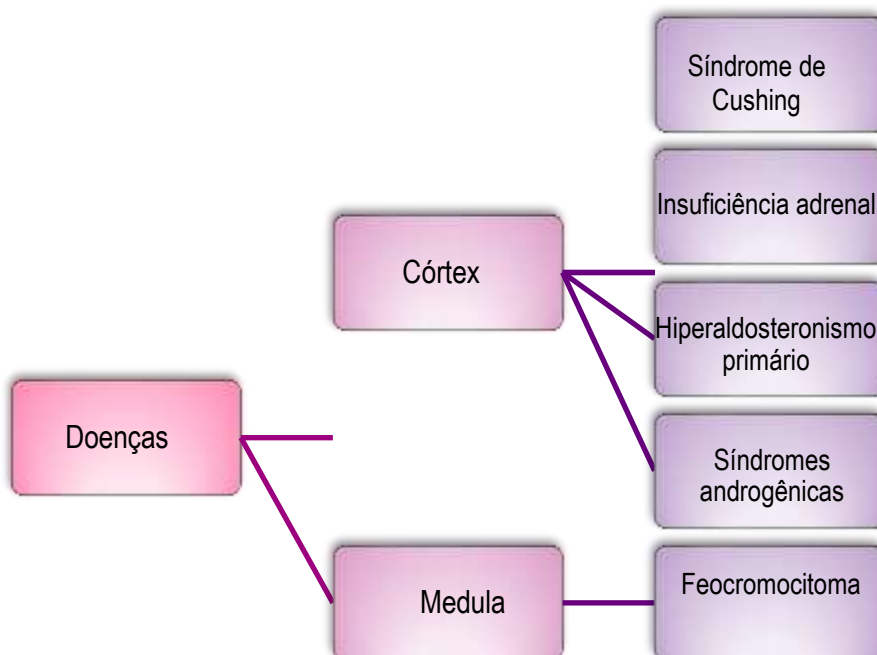 Síndrome de
Cushing
Insuficiência adrenal
Córtex
Hiperaldosteronismo
primário
Doenças
Síndromes
androgênicas
Medula
Feocromocitoma